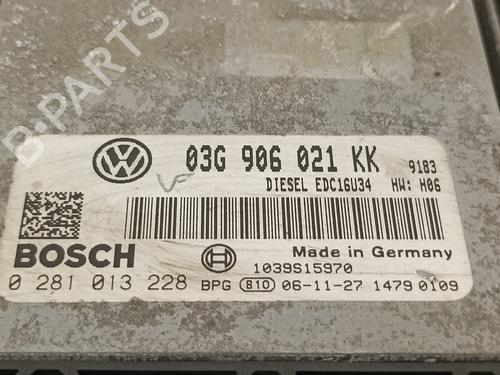 B-PARTS
03G 906 021 KK 9183
DIESEL EDC16U34 HW: H06
BOSCH
Made in Germany
1039S15970
0 281 013 228 BPG 810 06-11-27 1479 0109